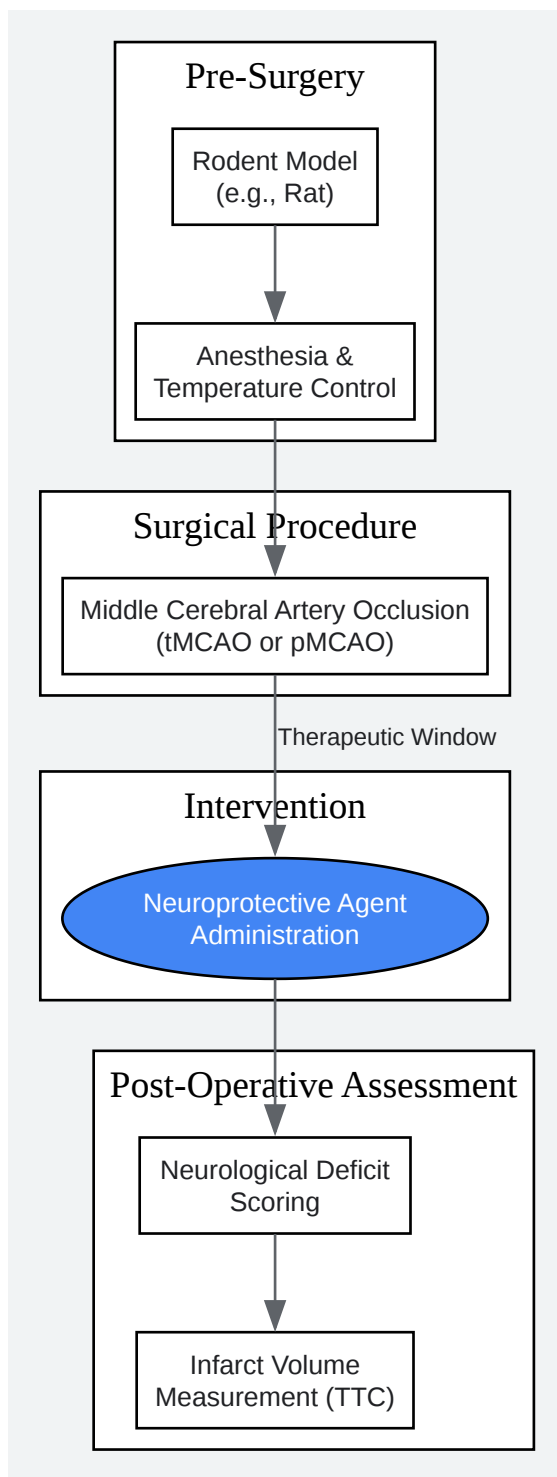 Pre-Surgery
Rodent Model
(e.g., Rat)
Anesthesia &
Temperature Control
Surgical Procedure
Middle Cerebral Artery Occlusion
(tMCAO or pMCAO)
Therapeutic Window
Intervention
Neuroprotective Agent
Administration
Post-Operative Assessment
Neurological Deficit
Scoring
Infarct Volume
Measurement (TTC)